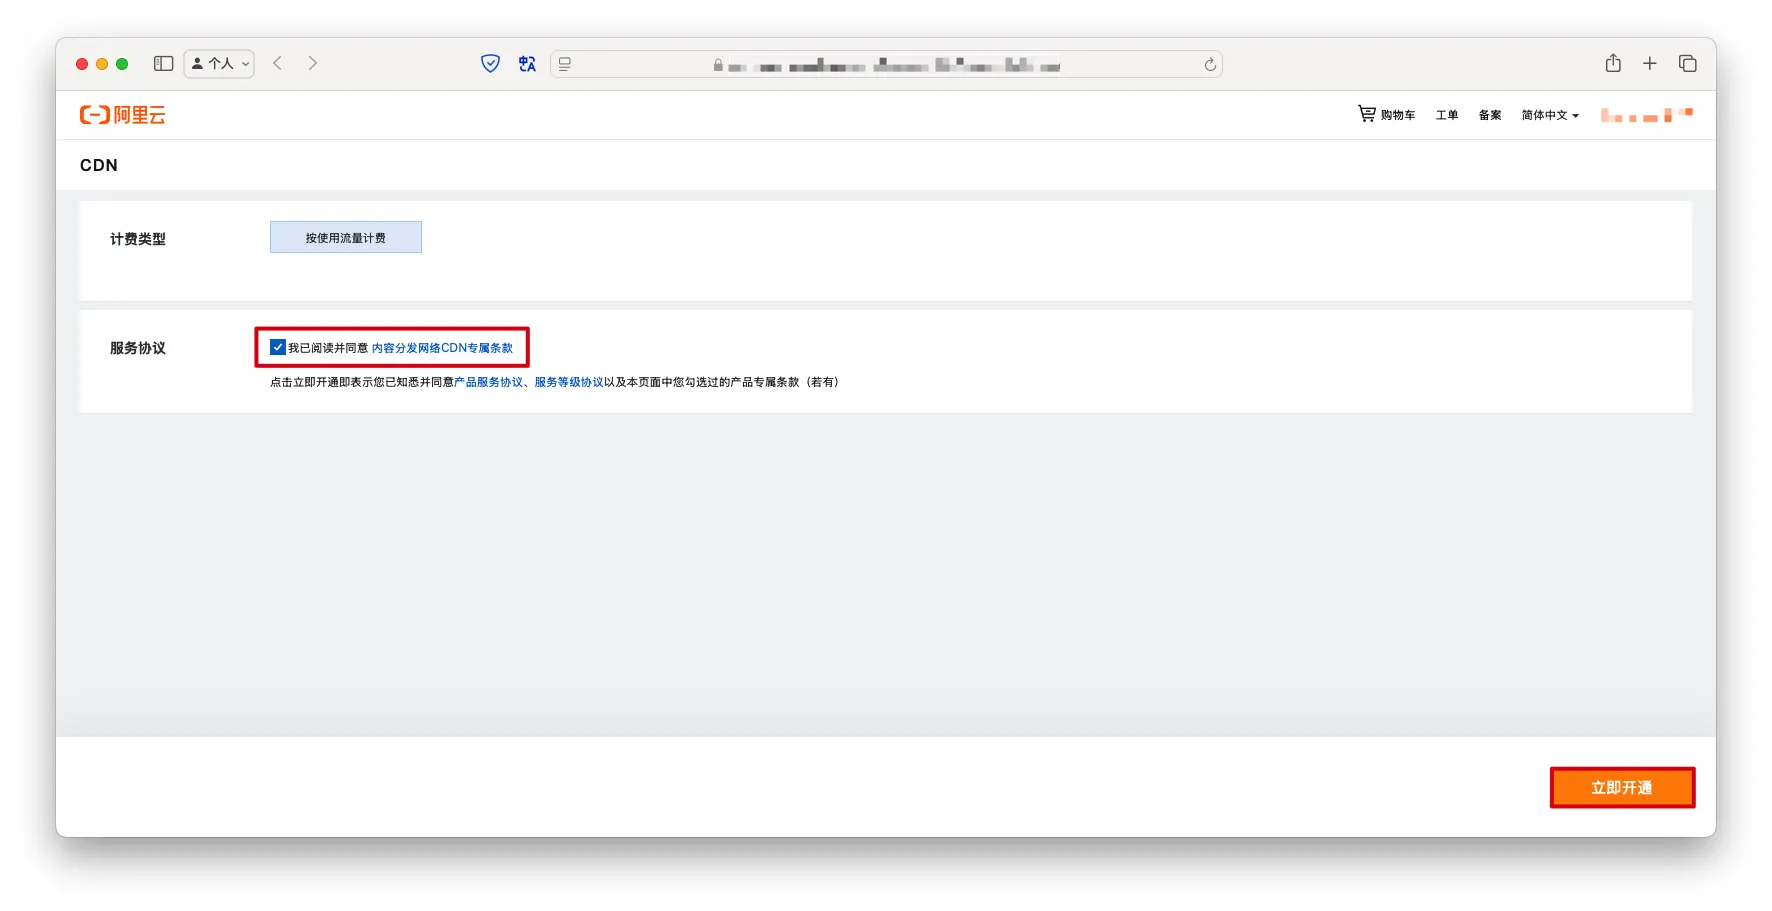 个人
阿里云
购物车 工单 备案 简体中文
CDN
计费类型 按使用流量计费
服务协议 我已阅读并同意 内容分发网络CDN专属条款
点击立即开通即表示您已知悉并同意产品服务协议、服务等级协议以及本页面中您勾选过的产品专属条款（若有）
立即开通